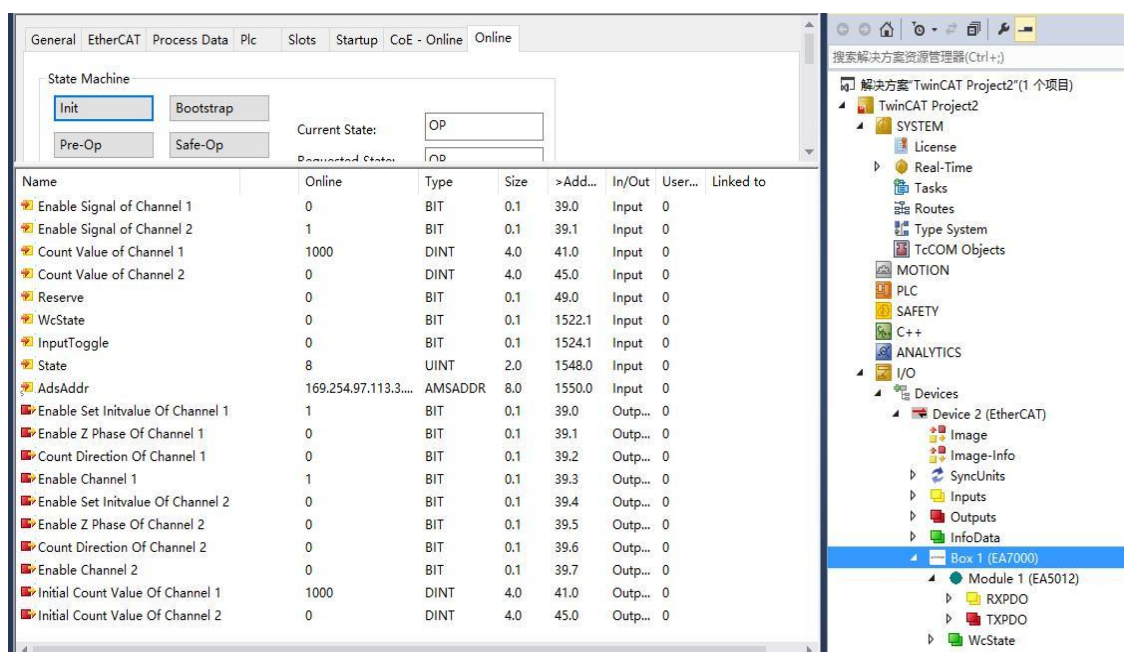 General EtherCAT Process Data Plc Slots Startup CoE - Online Online
State Machine
Init Bootstrap
Current State: OP
Pre-Op Safe-Op
Requested State: OP
Name Online Type Size >Add... In/Out User... Linked to
Enable Signal of Channel 1 0 BIT 0.1 39.0 Input 0
Enable Signal of Channel 2 1 BIT 0.1 39.1 Input 0
Count Value of Channel 1 1000 DINT 4.0 41.0 Input 0
Count Value of Channel 2 0 DINT 4.0 45.0 Input 0
Reserve 0 BIT 0.1 49.0 Input 0
WcState 0 BIT 0.1 1522.1 Input 0
InputToggle 0 BIT 0.1 1524.1 Input 0
State 8 UINT 2.0 1548.0 Input 0
AdsAddr 169.254.97.113.3.... AMSADDR 8.0 1550.0 Input 0
Enable Set Initvalue Of Channel 1 1 BIT 0.1 39.0 Outp... 0
Enable Z Phase Of Channel 1 0 BIT 0.1 39.1 Outp... 0
Count Direction Of Channel 1 0 BIT 0.1 39.2 Outp... 0
Enable Channel 1 1 BIT 0.1 39.3 Outp... 0
Enable Set Initvalue Of Channel 2 0 BIT 0.1 39.4 Outp... 0
Enable Z Phase Of Channel 2 0 BIT 0.1 39.5 Outp... 0
Count Direction Of Channel 2 0 BIT 0.1 39.6 Outp... 0
Enable Channel 2 0 BIT 0.1 39.7 Outp... 0
Initial Count Value Of Channel 1 1000 DINT 4.0 41.0 Outp... 0
Initial Count Value Of Channel 2 0 DINT 4.0 45.0 Outp... 0
搜索解决方案资源管理器(Ctrl+;)
解决方案"TwinCAT Project2"(1 个项目)
TwinCAT Project2
SYSTEM
License
Real-Time
Tasks
Routes
Type System
TcCOM Objects
MOTION
PLC
SAFETY
C++
ANALYTICS
I/O
Devices
Device 2 (EtherCAT)
Image
Image-Info
SyncUnits
Inputs
Outputs
InfoData
Box 1 (EA7000)
Module 1 (EA5012)
RXPDO
TXPDO
WcState